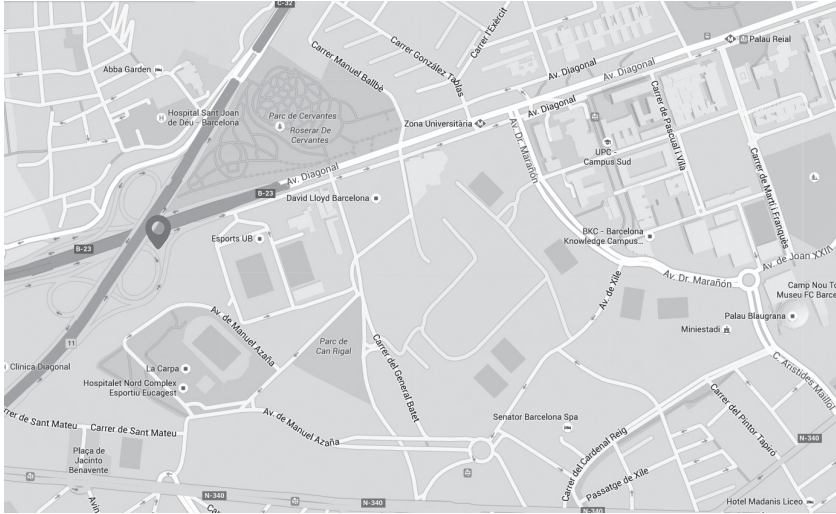 C-32
Carrer Manuel Ballbè
Carrer González Tablas
Carrer l'Exèrcit
M
Palau Reial
Av. Diagonal
Av. Diagonal
Abba Garden
H
Hospital Sant Joan
de Déu - Barcelona
Parc de Cervantes
Roserar De
Cervantes
Zona Universitària
M
Av. Diagonal
Av. Dr. Marañón
UPC -
Campus Sud
Carrer de Pascual i Vila
Carrer de Martí i Franquès
Av. Diagonal
B-23
David Lloyd Barcelona
Esports UB
B-23
BKC - Barcelona
Knowledge Campus...
Av. de Xile
Av. Dr. Marañón
Av. de Joan XXIII
Camp Nou To
Museu FC Barce
Palau Blaugrana
Miniestadi
Av. de Manuel Azaña
Parc de
Can Rigal
11
Carrer del General Batet
Clínica Diagonal
La Carpa
Hospitalet Nord Complex
Esportiu Eucagest
C. Arístides Maillol
Carrer del Pintor Tapiró
rrer de Sant Mateu
Carrer de Sant Mateu
Av. de Manuel Azaña
Senator Barcelona Spa
Carrer del Cardenal Reig
N-340
Plaça de
Jacinto
Benavente
Passatge de Xile
N-340
N-340
N-340
Hotel Madanis Liceo
Avin
Car